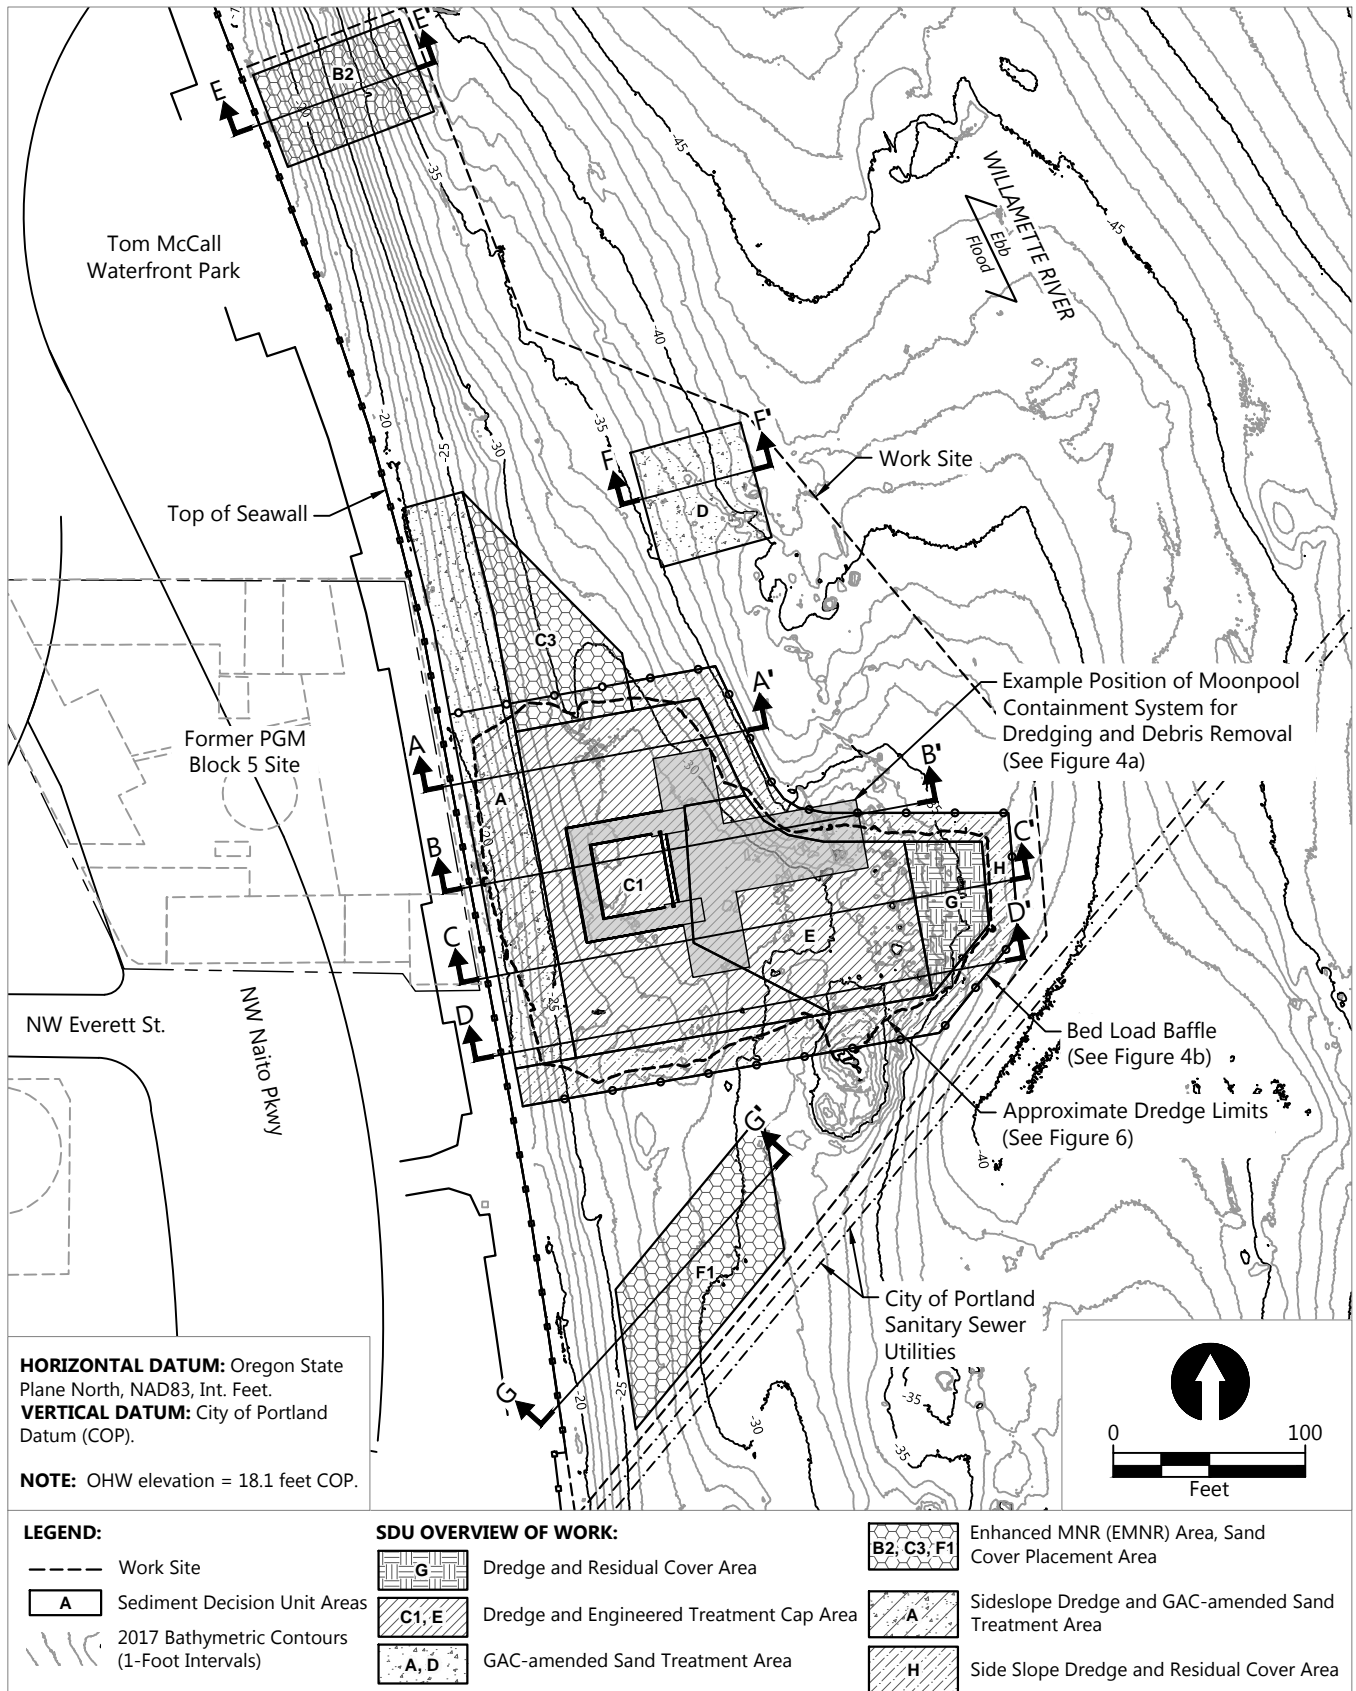 E
E'
B2
-20
-35
-45
WILLAMETTE RIVER
Ebb
Flood
-45
Tom McCall
Waterfront Park
-40
-20
-25
-30
-35
F
F'
D
Work Site
Top of Seawall
C3
A'
Example Position of Moonpool
Containment System for
Dredging and Debris Removal
(See Figure 4a)
Former PGM
Block 5 Site
A
A
-30
B'
B
C1
C'
H
G
D'
E
C
D
-25
NW Everett St.
NW Naito Pkwy
Bed Load Baffle
(See Figure 4b)
Approximate Dredge Limits
(See Figure 6)
-40
G'
F1
City of Portland
Sanitary Sewer
Utilities
G
-20
-25
-30
-35
-35
HORIZONTAL DATUM: Oregon State
Plane North, NAD83, Int. Feet.
VERTICAL DATUM: City of Portland
Datum (COP).
NOTE: OHW elevation = 18.1 feet COP.
0 100
Feet
LEGEND:
Work Site
A Sediment Decision Unit Areas
2017 Bathymetric Contours
(1-Foot Intervals)
SDU OVERVIEW OF WORK:
G Dredge and Residual Cover Area
C1, E Dredge and Engineered Treatment Cap Area
A, D GAC-amended Sand Treatment Area
B2, C3, F1 Enhanced MNR (EMNR) Area, Sand
Cover Placement Area
A Sideslope Dredge and GAC-amended Sand
Treatment Area
H Side Slope Dredge and Residual Cover Area